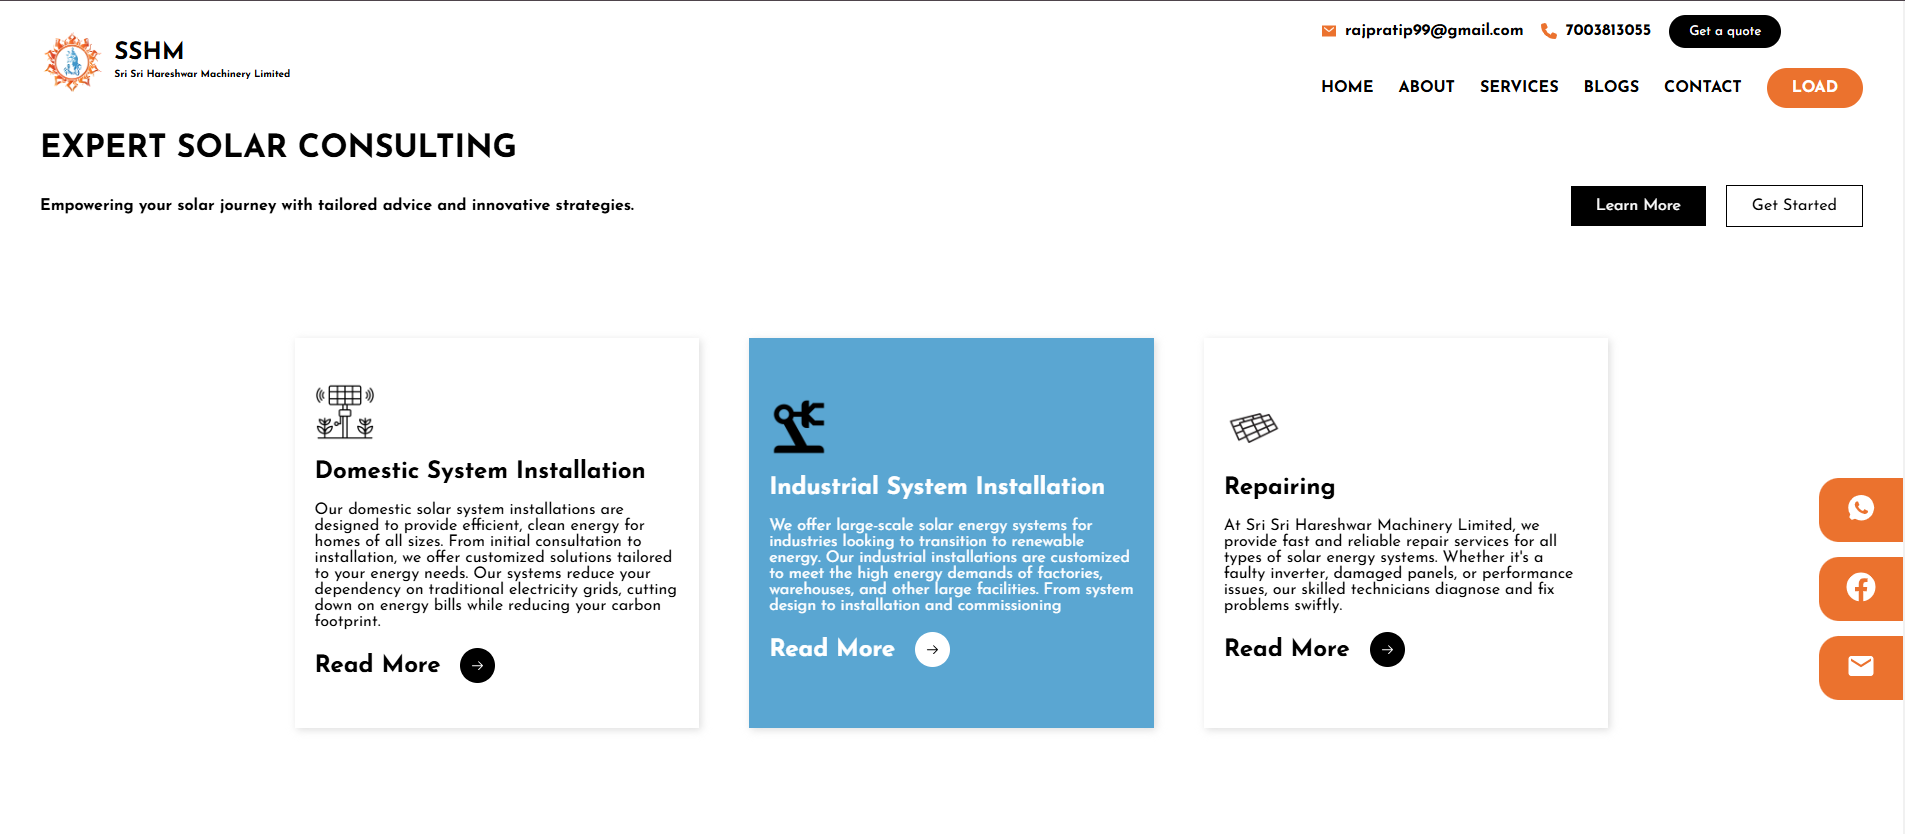 rajpratip99@gmail.com
7003813055
Get a quote
SSHM
Sri Sri Hareshwar Machinery Limited
HOME
ABOUT
SERVICES
BLOGS
CONTACT
LOAD
EXPERT SOLAR CONSULTING
Empowering your solar journey with tailored advice and innovative strategies.
Learn More
Get Started
Domestic System Installation
Our domestic solar system installations are
designed to provide efficient, clean energy for
homes of all sizes. From initial consultation to
installation, we offer customized solutions tailored
to your energy needs. Our systems reduce your
dependency on traditional electricity grids, cutting
down on energy bills while reducing your carbon
footprint.
Read More
Industrial System Installation
We offer large-scale solar energy systems for
industries looking to transition to renewable
energy. Our industrial installations are customized
to meet the high energy demands of factories,
warehouses, and other large facilities. From system
design to installation and commissioning
Read More
Repairing
At Sri Sri Hareshwar Machinery Limited, we
provide fast and reliable repair services for all
types of solar energy systems. Whether it's a
faulty inverter, damaged panels, or performance
issues, our skilled technicians diagnose and fix
problems swiftly.
Read More